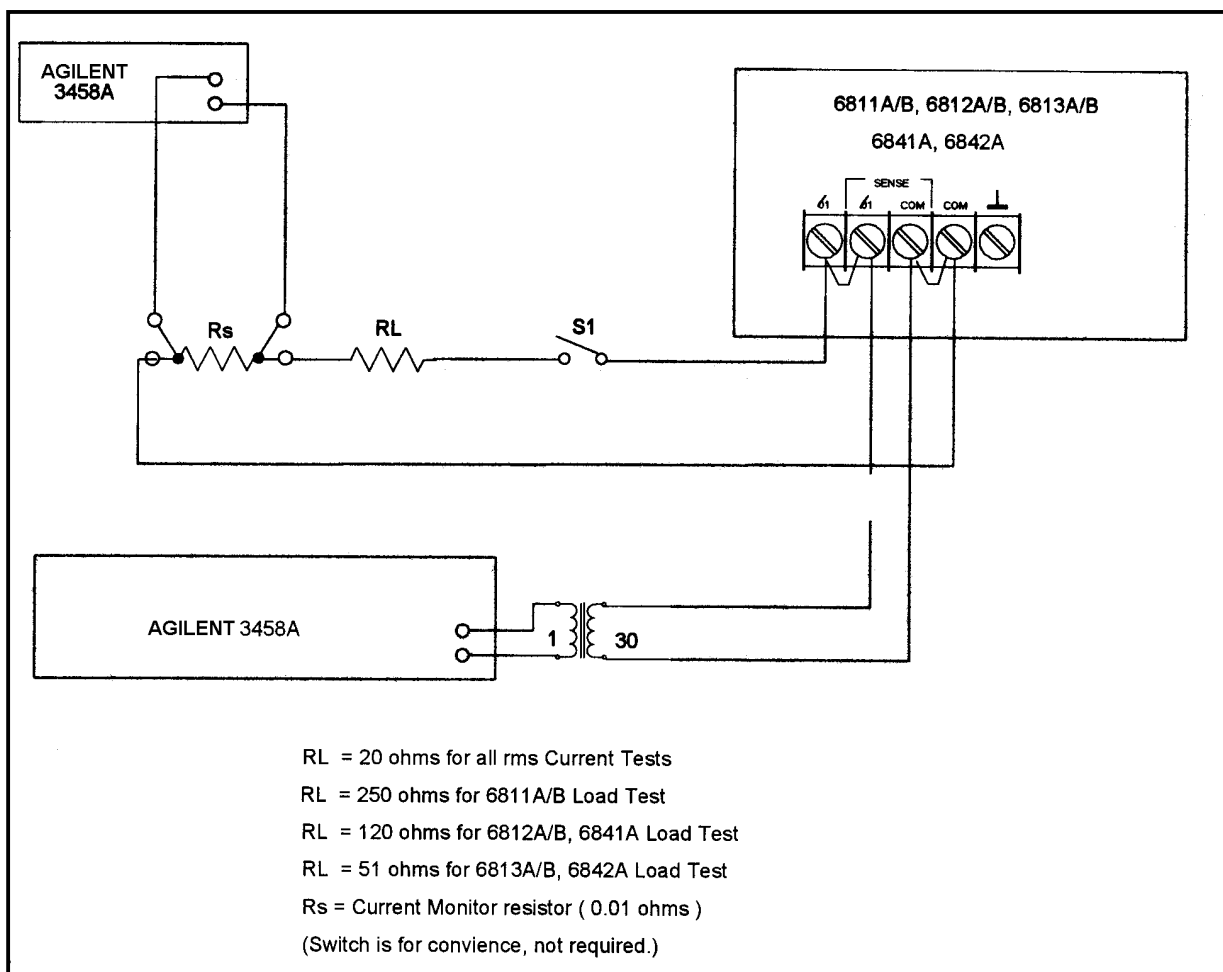 AGILENT
3458A
6811A/B, 6812A/B, 6813A/B
6841A, 6842A
SENSE
ϕ1 ϕ1 COM COM
Rs
RL
S1
AGILENT 3458A
1
30
RL = 20 ohms for all rms Current Tests
RL = 250 ohms for 6811A/B Load Test
RL = 120 ohms for 6812A/B, 6841A Load Test
RL = 51 ohms for 6813A/B, 6842A Load Test
Rs = Current Monitor resistor ( 0.01 ohms )
(Switch is for convience, not required.)